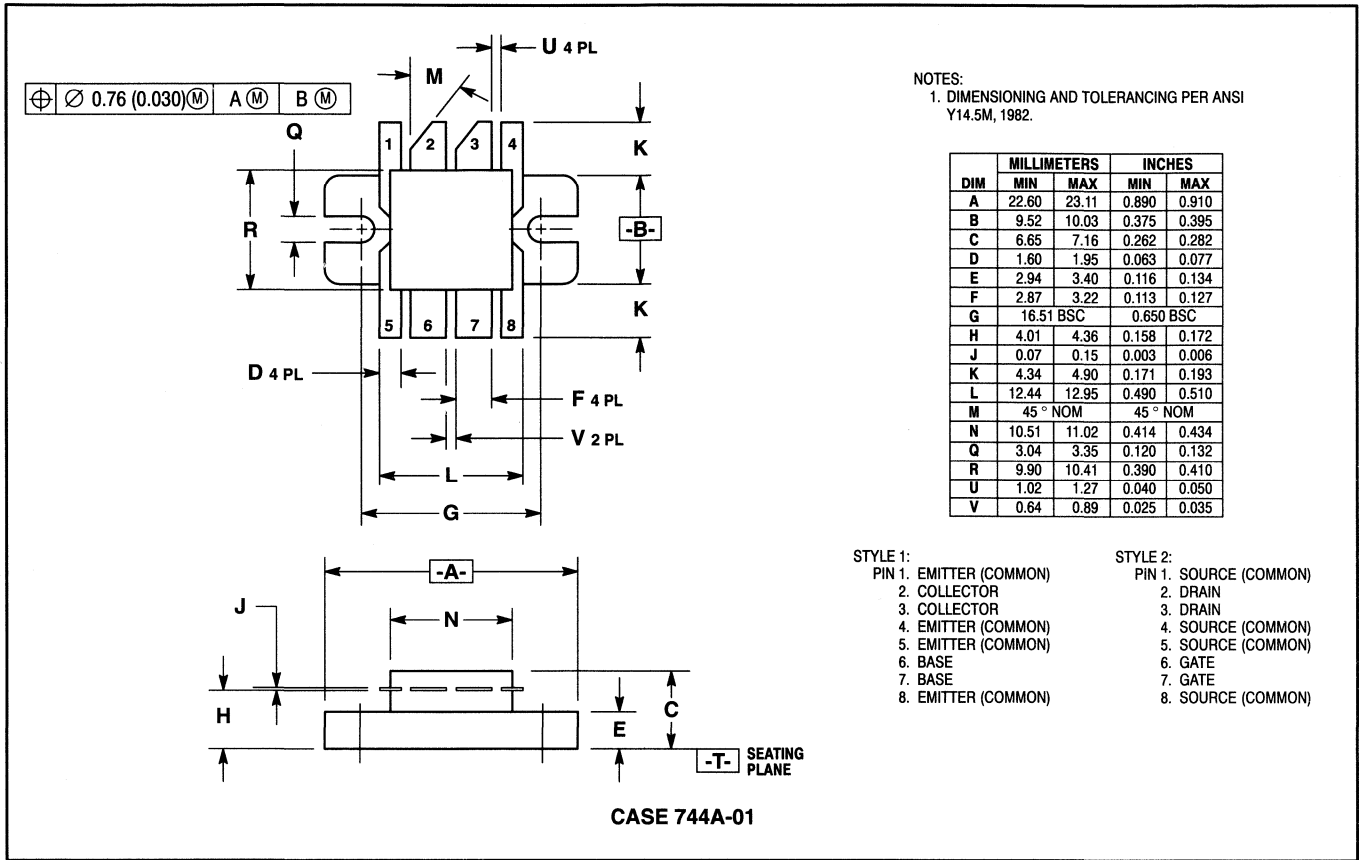 U 4 PL
M
⌖ Ø 0.76 (0.030)Ⓜ A Ⓜ B Ⓜ
Q
1 2 3 4
K
R
-B-
K
5 6 7 8
D 4 PL
F 4 PL
V 2 PL
L
G
-A-
J
N
H
E
C
-T- SEATING
PLANE
CASE 744A-01
NOTES:
1. DIMENSIONING AND TOLERANCING PER ANSI
Y14.5M, 1982.
MILLIMETERS INCHES
DIM MIN MAX MIN MAX
A 22.60 23.11 0.890 0.910
B 9.52 10.03 0.375 0.395
C 6.65 7.16 0.262 0.282
D 1.60 1.95 0.063 0.077
E 2.94 3.40 0.116 0.134
F 2.87 3.22 0.113 0.127
G 16.51 BSC 0.650 BSC
H 4.01 4.36 0.158 0.172
J 0.07 0.15 0.003 0.006
K 4.34 4.90 0.171 0.193
L 12.44 12.95 0.490 0.510
M 45 ° NOM 45 ° NOM
N 10.51 11.02 0.414 0.434
Q 3.04 3.35 0.120 0.132
R 9.90 10.41 0.390 0.410
U 1.02 1.27 0.040 0.050
V 0.64 0.89 0.025 0.035
STYLE 1:
PIN 1. EMITTER (COMMON)
2. COLLECTOR
3. COLLECTOR
4. EMITTER (COMMON)
5. EMITTER (COMMON)
6. BASE
7. BASE
8. EMITTER (COMMON)
STYLE 2:
PIN 1. SOURCE (COMMON)
2. DRAIN
3. DRAIN
4. SOURCE (COMMON)
5. SOURCE (COMMON)
6. GATE
7. GATE
8. SOURCE (COMMON)